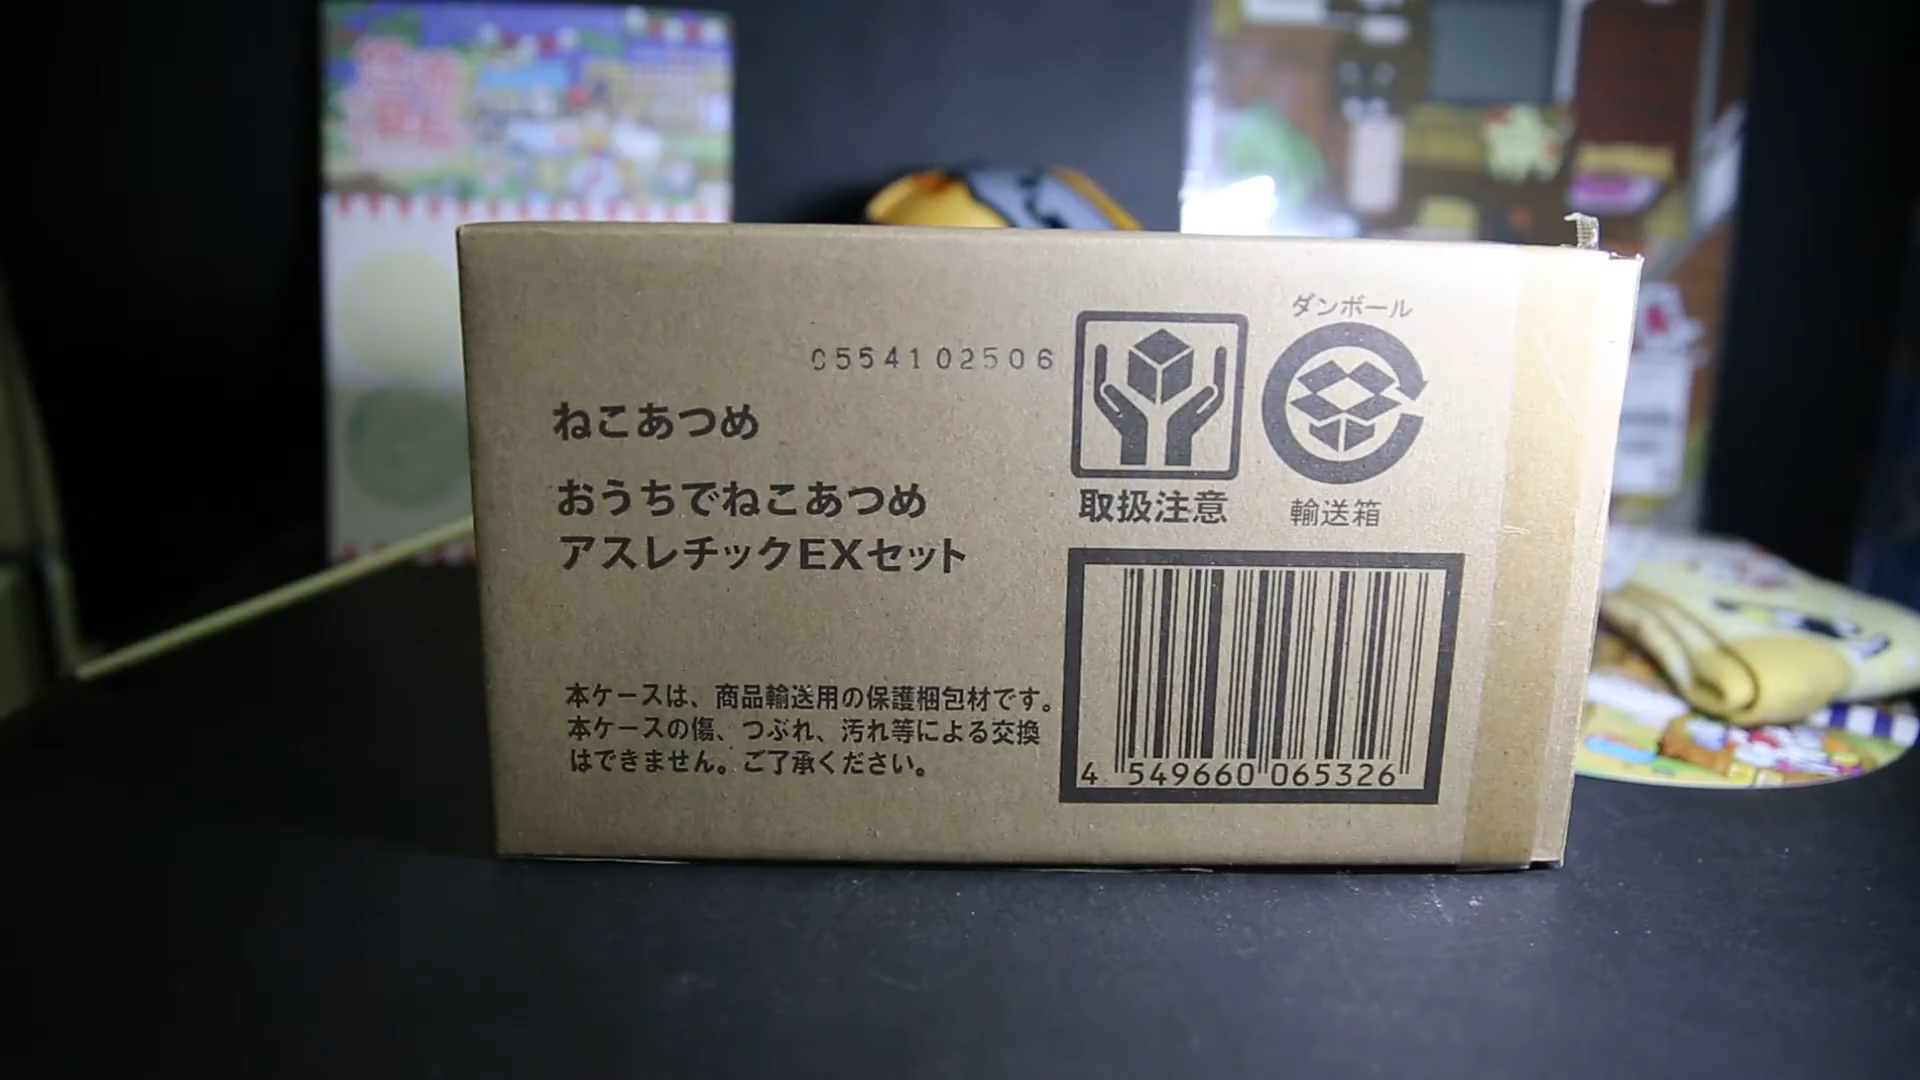 0554102506
ねこあつめ
おうちでねこあつめ
アスレチックEXセット
本ケースは、商品輸送用の保護梱包材です。
本ケースの傷、つぶれ、汚れ等による交換
はできません。ご了承ください。
取扱注意
ダンボール
輸送箱
4 549660 065326